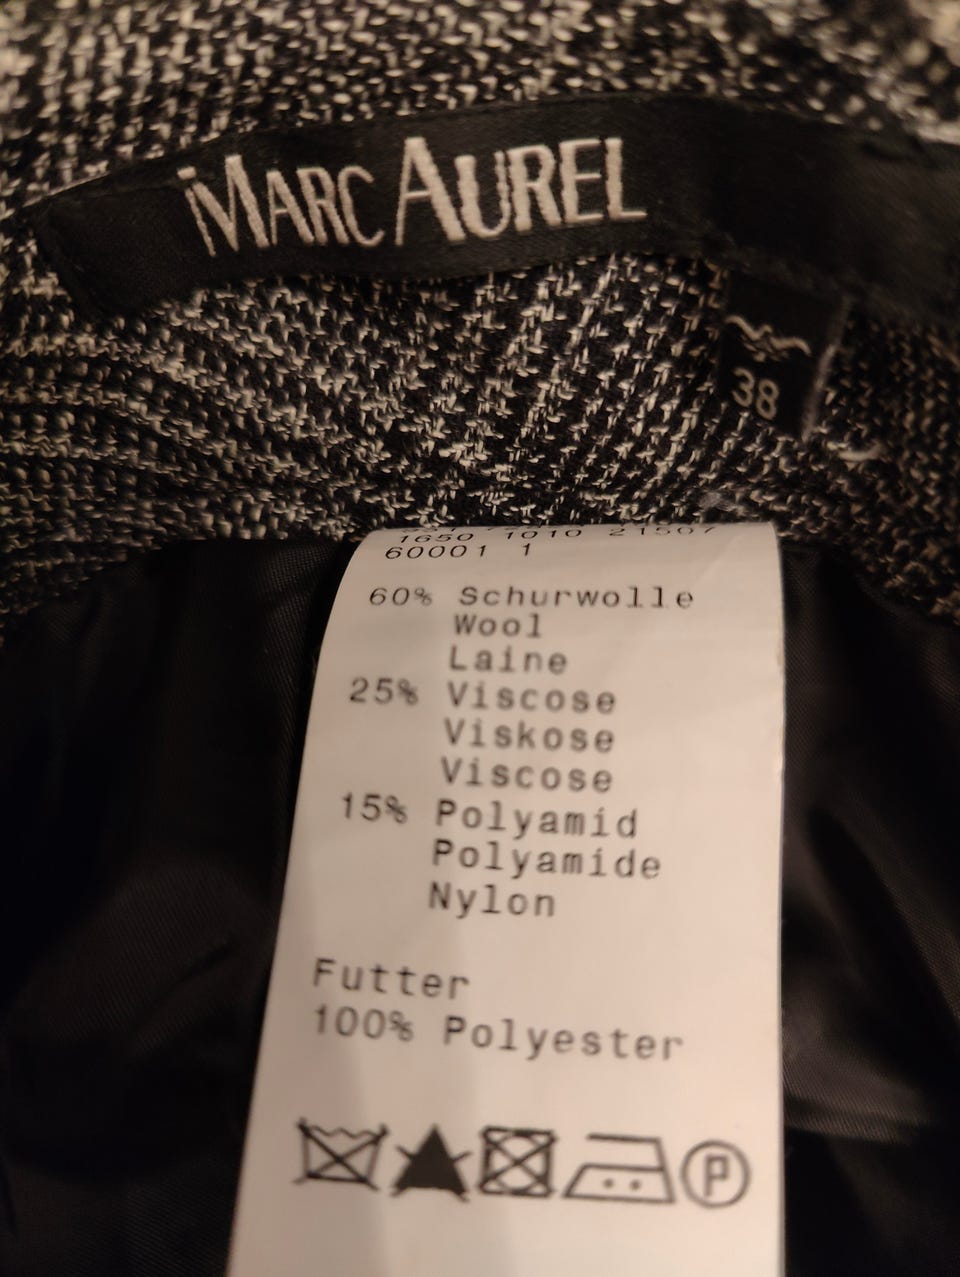 MARC AUREL
38
1650 1010 21507
60001 1
60% Schurwolle
Wool
Laine
25% Viscose
Viskose
Viscose
15% Polyamid
Polyamide
Nylon
Futter
100% Polyester
P